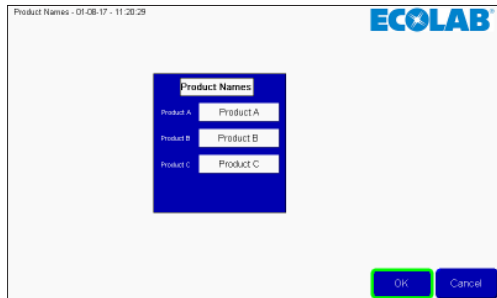 Product Names - 01-08-17 - 11:20:29
ECOLAB®
Product Names
Product A Product A
Product B Product B
Product C Product C
OK Cancel